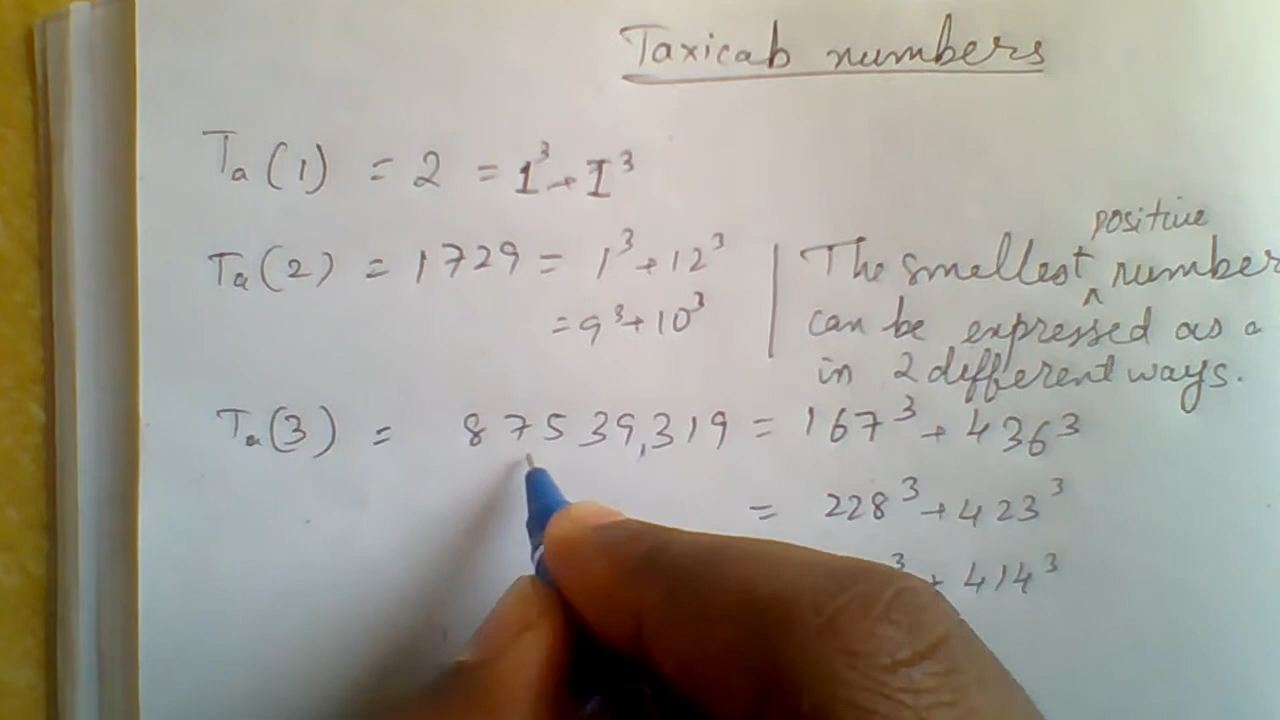 Taxicab numbers
Ta(1) = 2 = 1³+1³
Ta(2) = 1729 = 1³+12³
= 9³+10³
positive
The smallest ^ number
can be expressed as a
in 2 different ways.
Ta(3) = 87539,319 = 167³+436³
= 228³+423³
³+414³